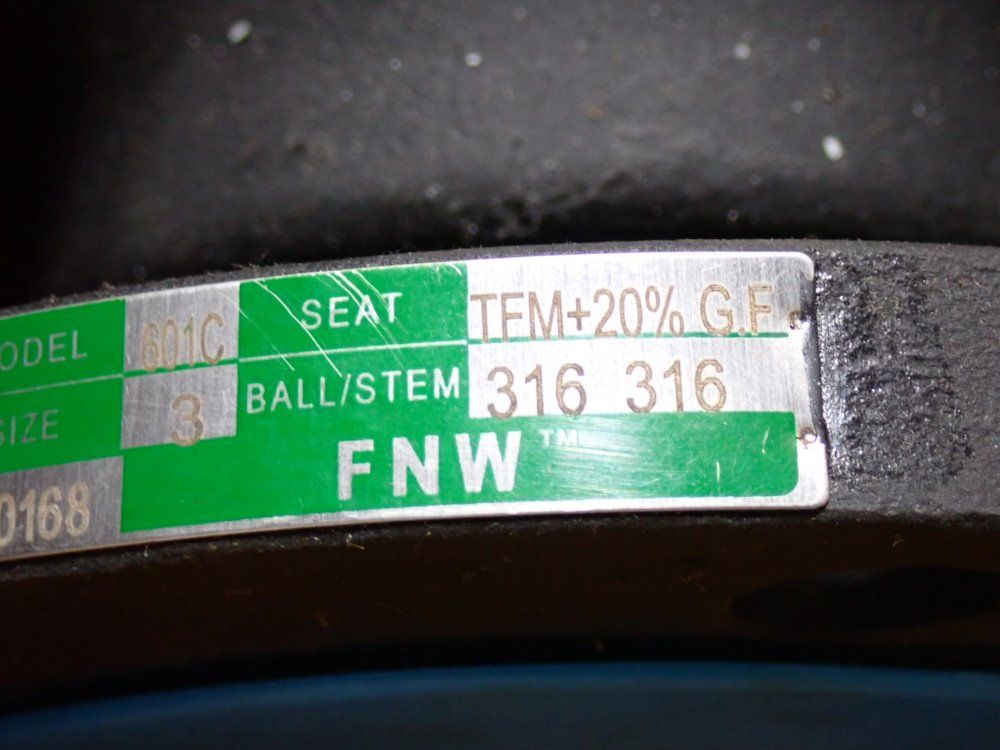 ODEL 601C SEAT TFM+20% G.F.
SIZE 3 BALL/STEM 316 316
0168 FNW™